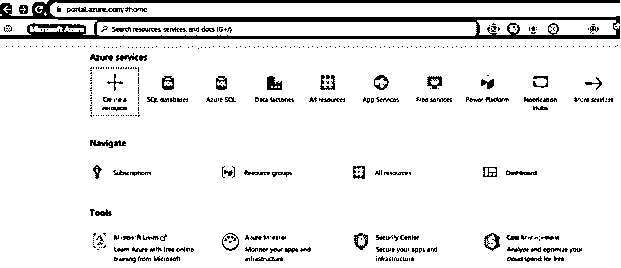 portal.azure.com/#home
Microsoft Azure
Search resources, services, and docs (G+/)
Azure services
Create a resource
SQL databases
Azure SQL
Data factories
All resources
App Services
Free services
Power Platform
Notification Hubs
More services
Navigate
Subscriptions
Resource groups
All resources
Dashboard
Tools
Microsoft Learn
Learn Azure with free online
training from Microsoft
Azure Monitor
Monitor your apps and
infrastructure
Security Center
Secure your apps and
infrastructure
Cost Management
Analyze and optimize your
cloud spend for free